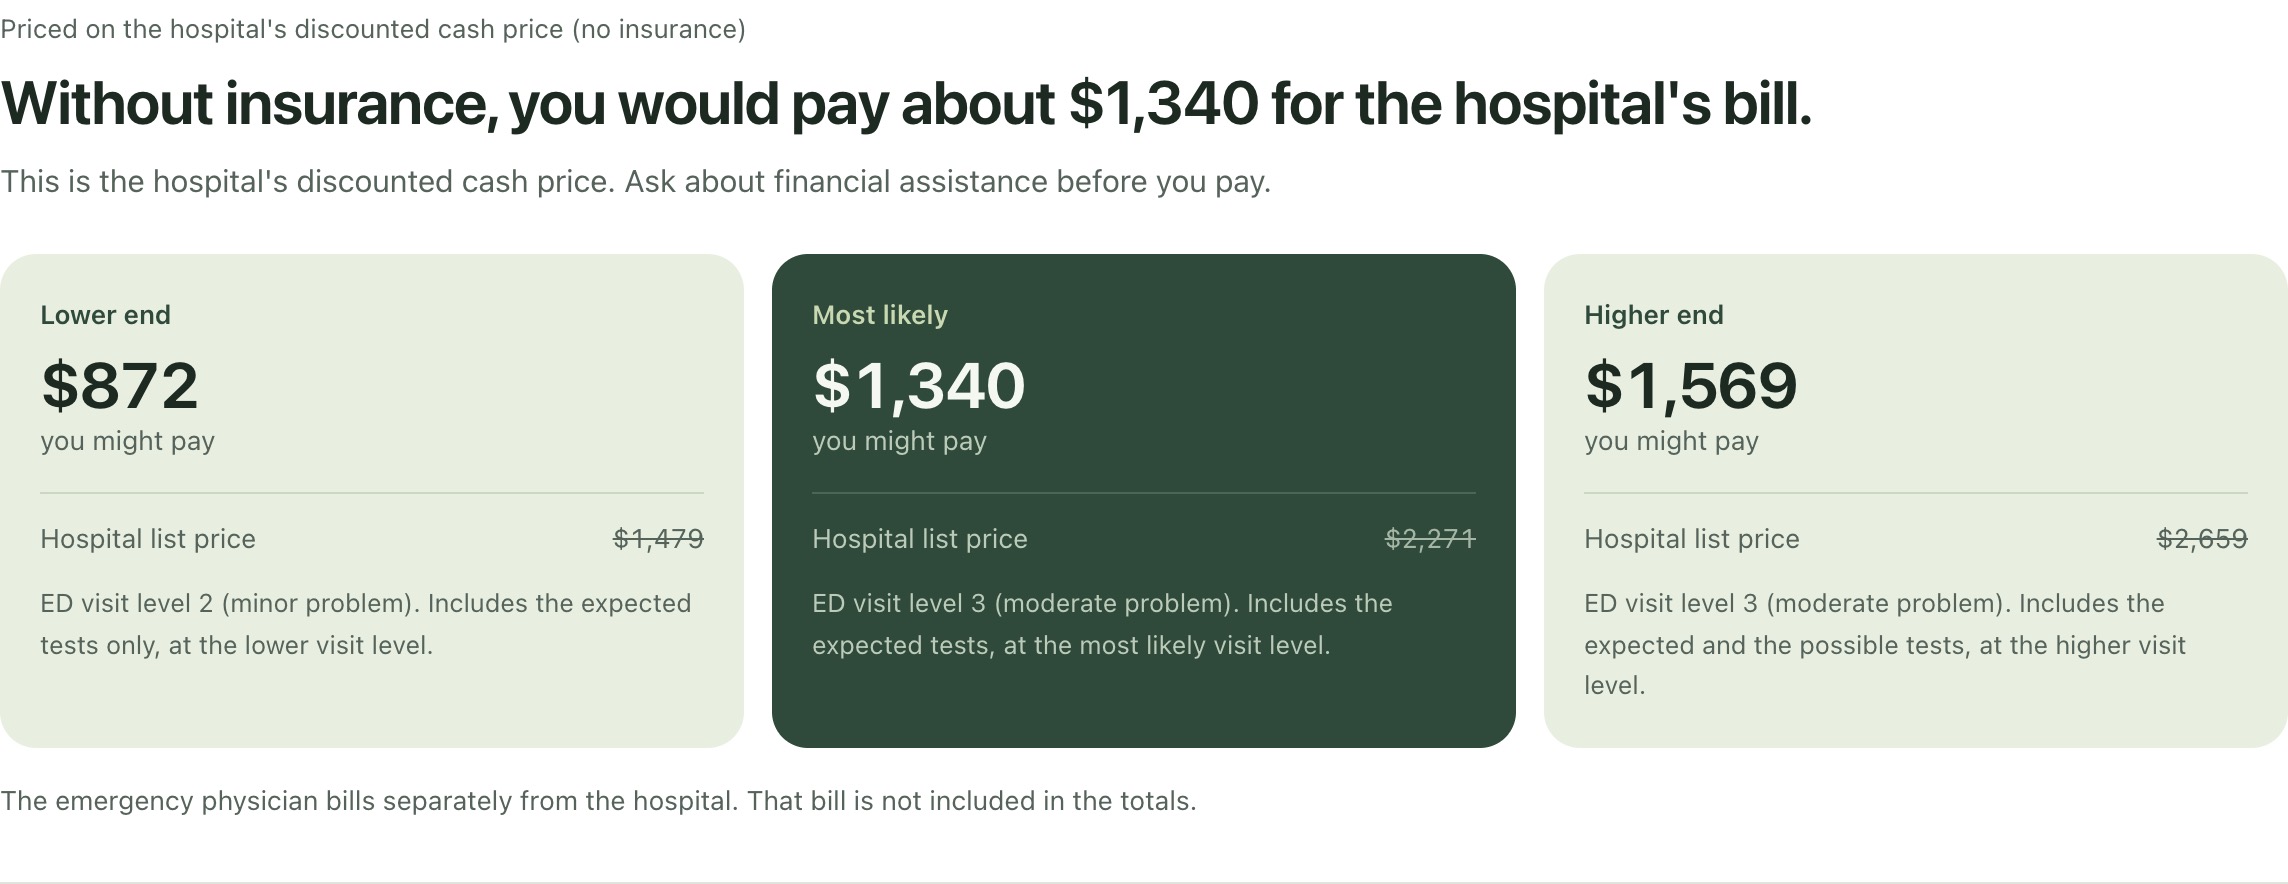 Priced on the hospital's discounted cash price (no insurance)
Without insurance, you would pay about $1,340 for the hospital's bill.
This is the hospital's discounted cash price. Ask about financial assistance before you pay.
Lower end
$872
you might pay
Hospital list price $1,479
ED visit level 2 (minor problem). Includes the expected
tests only, at the lower visit level.
Most likely
$1,340
you might pay
Hospital list price $2,271
ED visit level 3 (moderate problem). Includes the
expected tests, at the most likely visit level.
Higher end
$1,569
you might pay
Hospital list price $2,659
ED visit level 3 (moderate problem). Includes the
expected and the possible tests, at the higher visit
level.
The emergency physician bills separately from the hospital. That bill is not included in the totals.